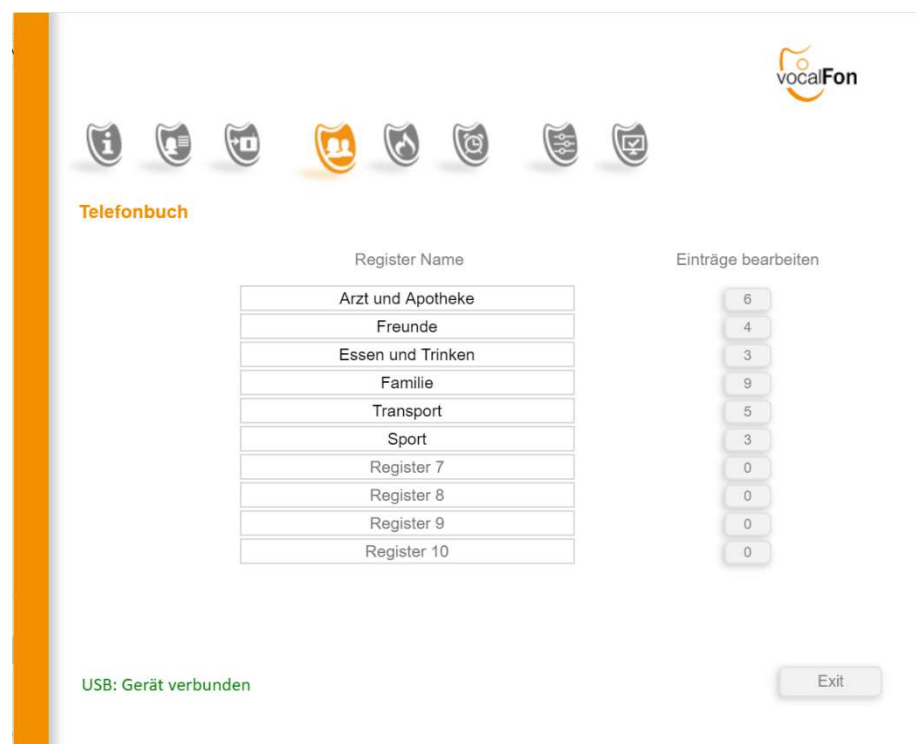 vocalFon
Telefonbuch
Register Name Einträge bearbeiten
Arzt und Apotheke 6
Freunde 4
Essen und Trinken 3
Familie 9
Transport 5
Sport 3
Register 7 0
Register 8 0
Register 9 0
Register 10 0
USB: Gerät verbunden Exit